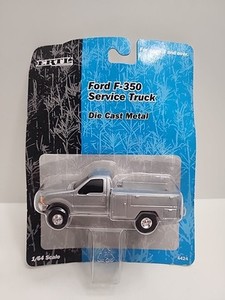 ERTL
Ford F-350
Service Truck
Die Cast Metal
1/64 Scale